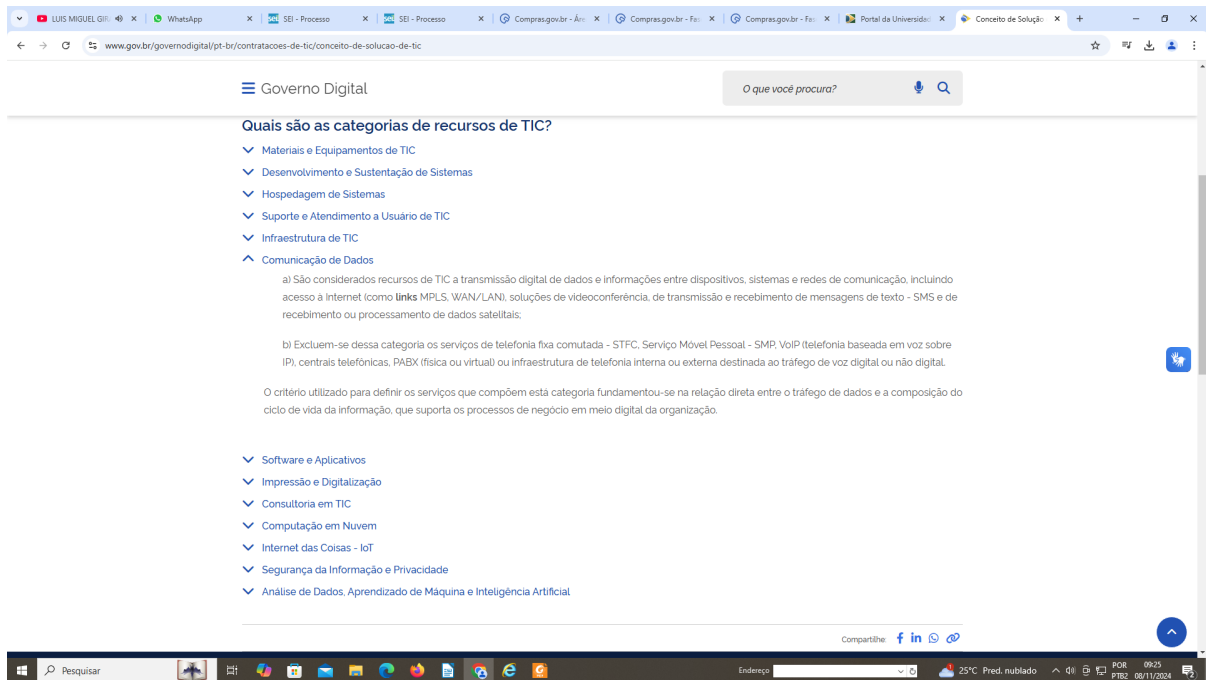 LUIS MIGUEL GIR
WhatsApp
SEI - Processo
SEI - Processo
Compras.gov.br - Áre
Compras.gov.br - Fas
Compras.gov.br - Fas
Portal da Universidad
Conceito de Solução
www.gov.br/governodigital/pt-br/contratacoes-de-tic/conceito-de-solucao-de-tic
Governo Digital
O que você procura?
Quais são as categorias de recursos de TIC?
Materiais e Equipamentos de TIC
Desenvolvimento e Sustentação de Sistemas
Hospedagem de Sistemas
Suporte e Atendimento a Usuário de TIC
Infraestrutura de TIC
Comunicação de Dados
a) São considerados recursos de TIC a transmissão digital de dados e informações entre dispositivos, sistemas e redes de comunicação, incluindo
acesso à Internet (como links MPLS, WAN/LAN), soluções de videoconferência, de transmissão e recebimento de mensagens de texto - SMS e de
recebimento ou processamento de dados satelitais;
b) Excluem-se dessa categoria os serviços de telefonia fixa comutada - STFC, Serviço Móvel Pessoal - SMP, VoIP (telefonia baseada em voz sobre
IP), centrais telefônicas, PABX (física ou virtual) ou infraestrutura de telefonia interna ou externa destinada ao tráfego de voz digital ou não digital.
O critério utilizado para definir os serviços que compõem está categoria fundamentou-se na relação direta entre o tráfego de dados e a composição do
ciclo de vida da informação, que suporta os processos de negócio em meio digital da organização.
Software e Aplicativos
Impressão e Digitalização
Consultoria em TIC
Computação em Nuvem
Internet das Coisas - IoT
Segurança da Informação e Privacidade
Análise de Dados, Aprendizado de Máquina e Inteligência Artificial
Compartilhe:
Pesquisar
Endereço
25°C Pred. nublado
POR
PTB2
09:25
08/11/2024